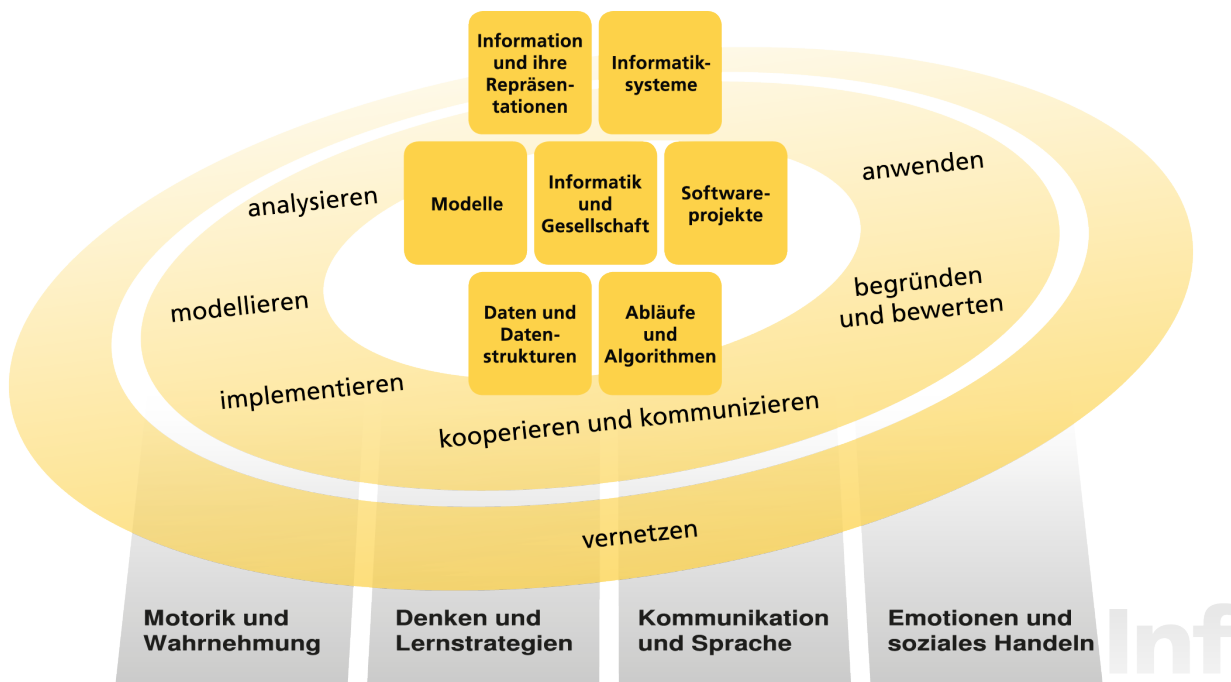 Information
und ihre
Repräsen-
tationen
Informatik-
systeme
Modelle
Informatik
und
Gesellschaft
Software-
projekte
Daten und
Daten-
strukturen
Abläufe
und
Algorithmen
analysieren
modellieren
implementieren
kooperieren und kommunizieren
anwenden
begründen
und bewerten
vernetzen
Motorik und
Wahrnehmung
Denken und
Lernstrategien
Kommunikation
und Sprache
Emotionen und
soziales Handeln
Inf